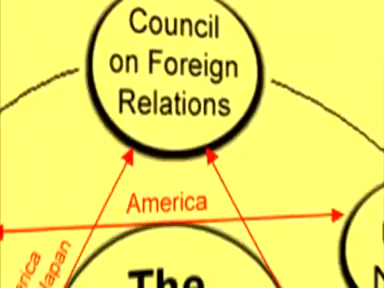 Council
on Foreign
Relations
America
Japan
The